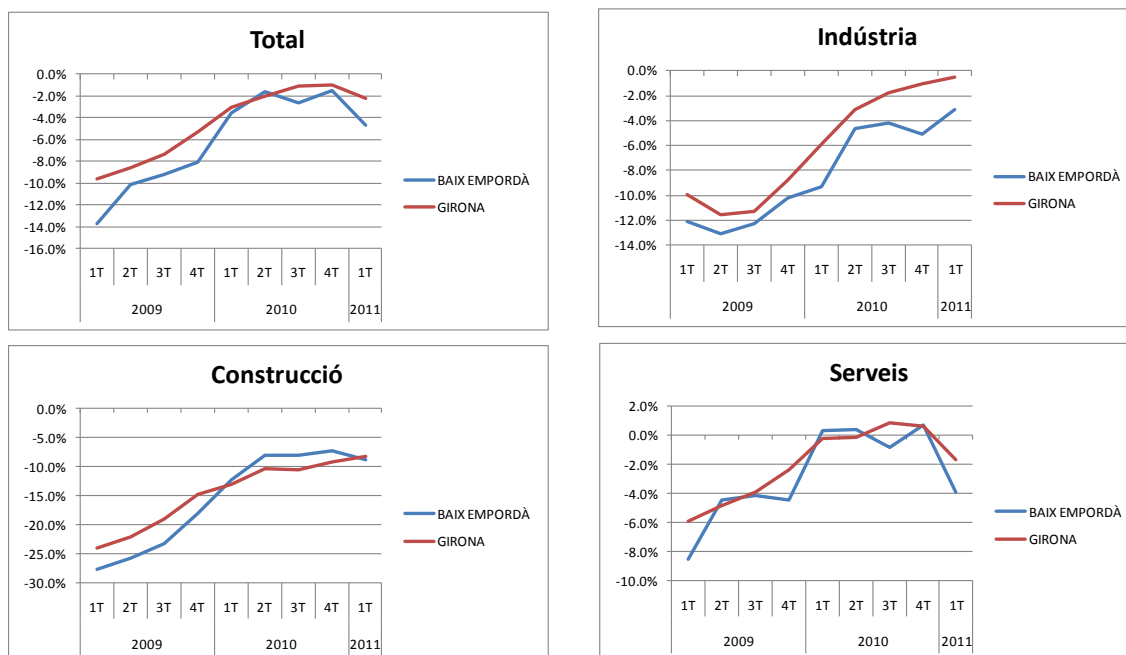 Total
0.0%
-2.0%
-4.0%
-6.0%
-8.0%
-10.0%
-12.0%
-14.0%
-16.0%
1T 2T 3T 4T 1T 2T 3T 4T 1T
2009 2010 2011
BAIX EMPORDÀ
GIRONA
Indústria
0.0%
-2.0%
-4.0%
-6.0%
-8.0%
-10.0%
-12.0%
-14.0%
1T 2T 3T 4T 1T 2T 3T 4T 1T
2009 2010 2011
BAIX EMPORDÀ
GIRONA
Construcció
0.0%
-5.0%
-10.0%
-15.0%
-20.0%
-25.0%
-30.0%
1T 2T 3T 4T 1T 2T 3T 4T 1T
2009 2010 2011
BAIX EMPORDÀ
GIRONA
Serveis
2.0%
0.0%
-2.0%
-4.0%
-6.0%
-8.0%
-10.0%
1T 2T 3T 4T 1T 2T 3T 4T 1T
2009 2010 2011
BAIX EMPORDÀ
GIRONA